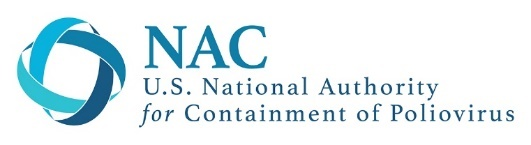 NAC
U.S. National Authority
for Containment of Poliovirus